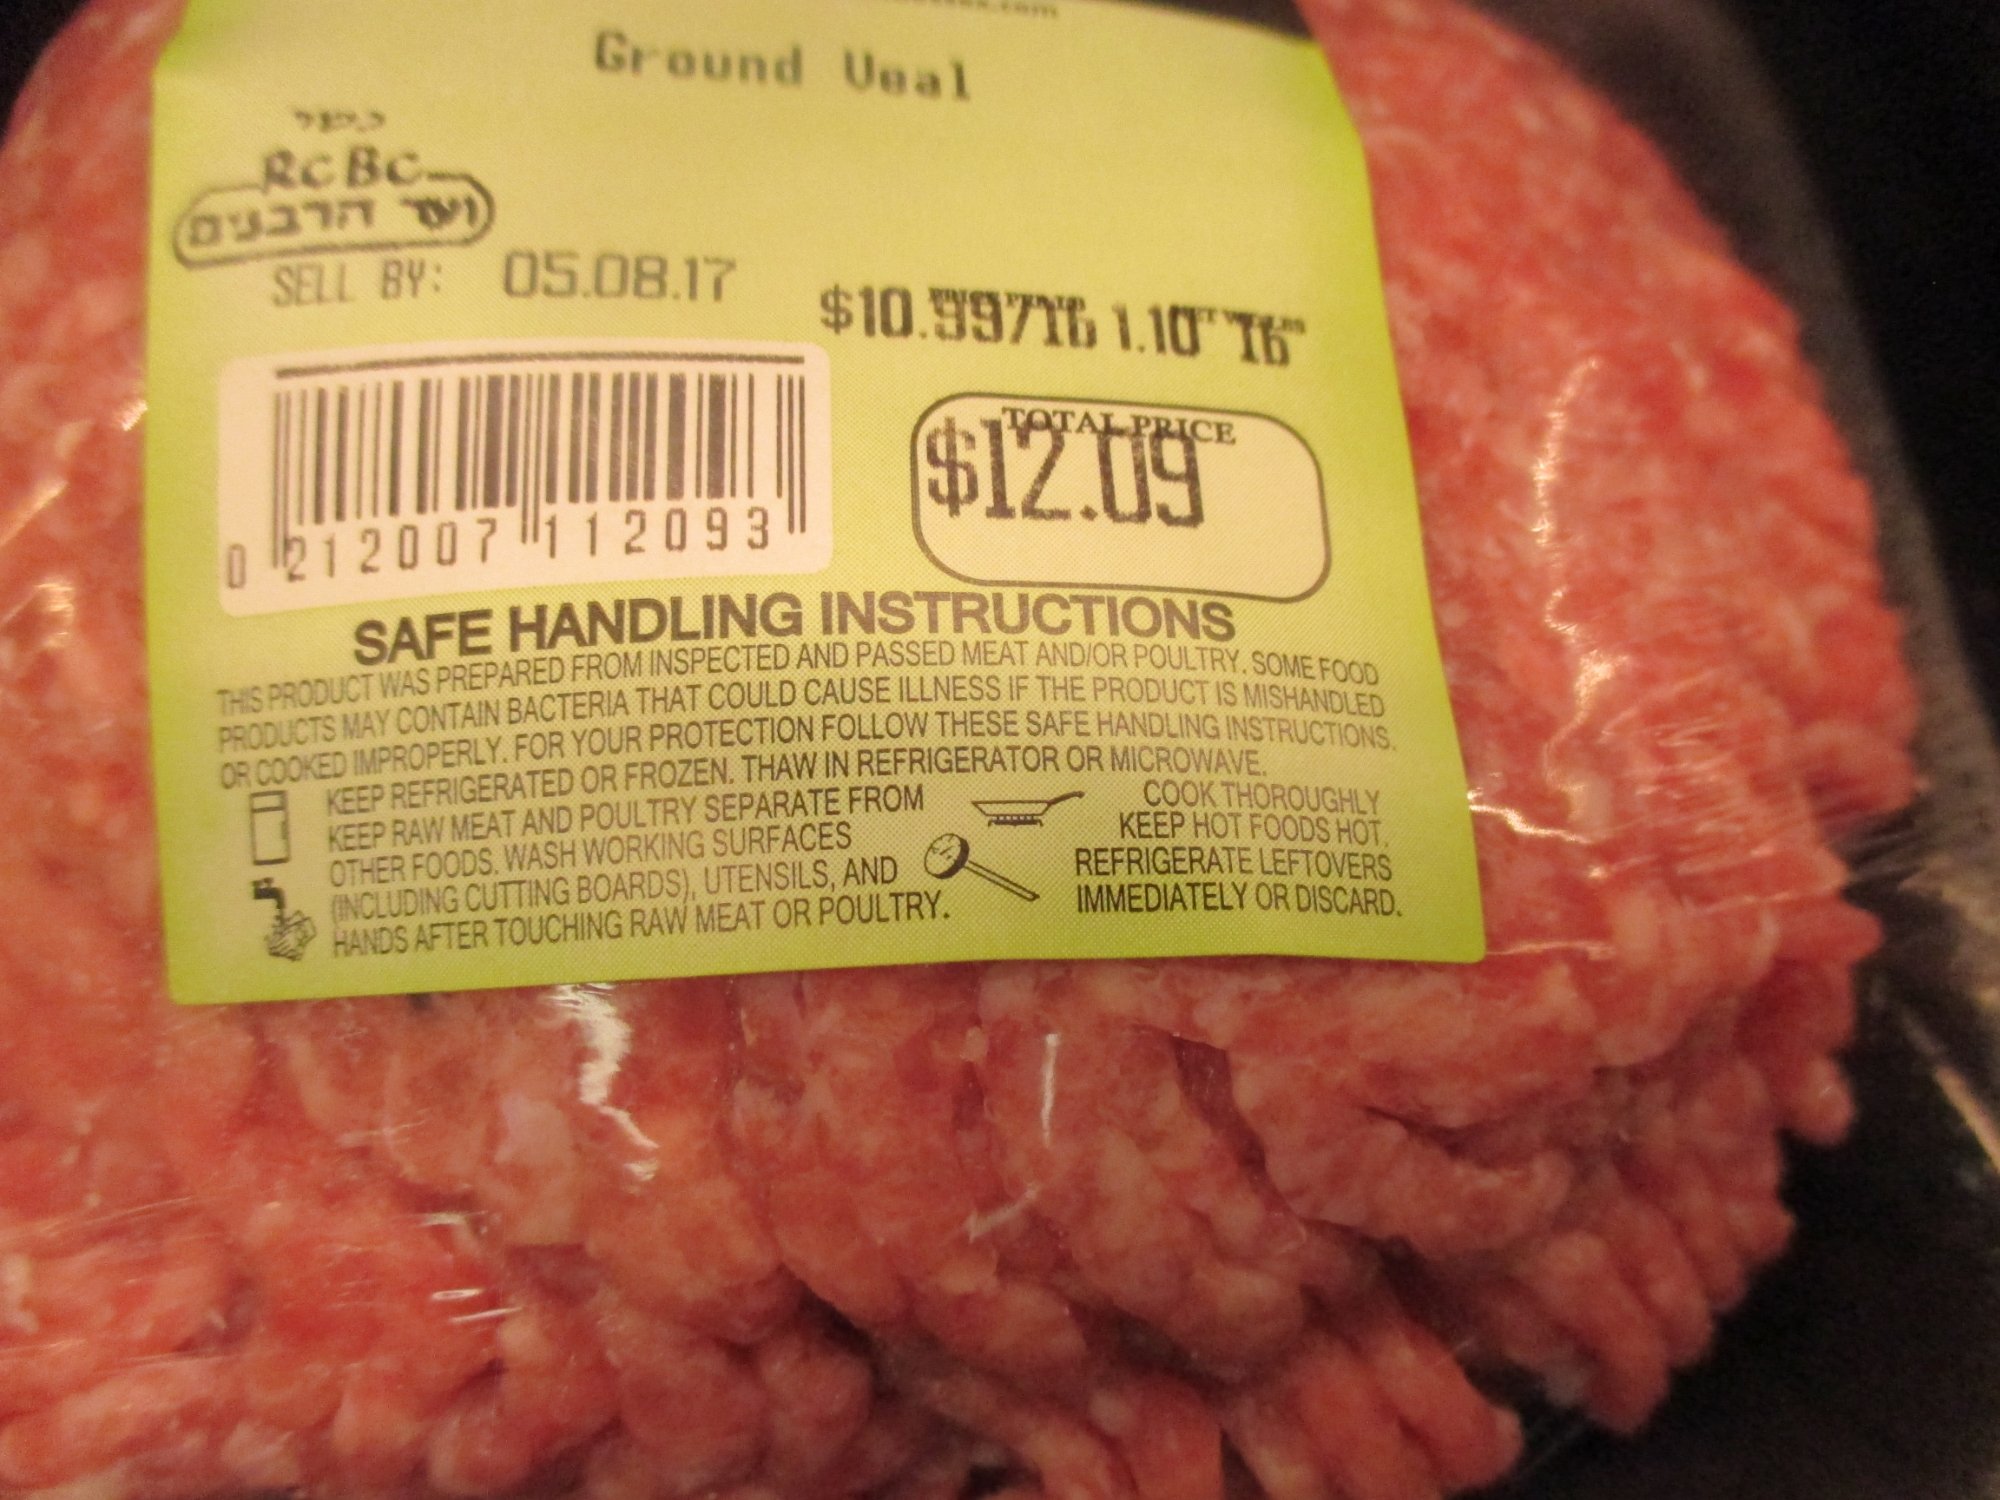 Ground Veal
כשר
RCBC
ועד הרבנים
SELL BY: 05.08.17
$10.99/lb 1.10 lb
TOTAL PRICE
$12.09
0 212007 112093
SAFE HANDLING INSTRUCTIONS
THIS PRODUCT WAS PREPARED FROM INSPECTED AND PASSED MEAT AND/OR POULTRY. SOME FOOD
PRODUCTS MAY CONTAIN BACTERIA THAT COULD CAUSE ILLNESS IF THE PRODUCT IS MISHANDLED
OR COOKED IMPROPERLY. FOR YOUR PROTECTION FOLLOW THESE SAFE HANDLING INSTRUCTIONS.
KEEP REFRIGERATED OR FROZEN. THAW IN REFRIGERATOR OR MICROWAVE.
KEEP RAW MEAT AND POULTRY SEPARATE FROM
OTHER FOODS. WASH WORKING SURFACES
(INCLUDING CUTTING BOARDS), UTENSILS, AND
HANDS AFTER TOUCHING RAW MEAT OR POULTRY.
COOK THOROUGHLY
KEEP HOT FOODS HOT.
REFRIGERATE LEFTOVERS
IMMEDIATELY OR DISCARD.